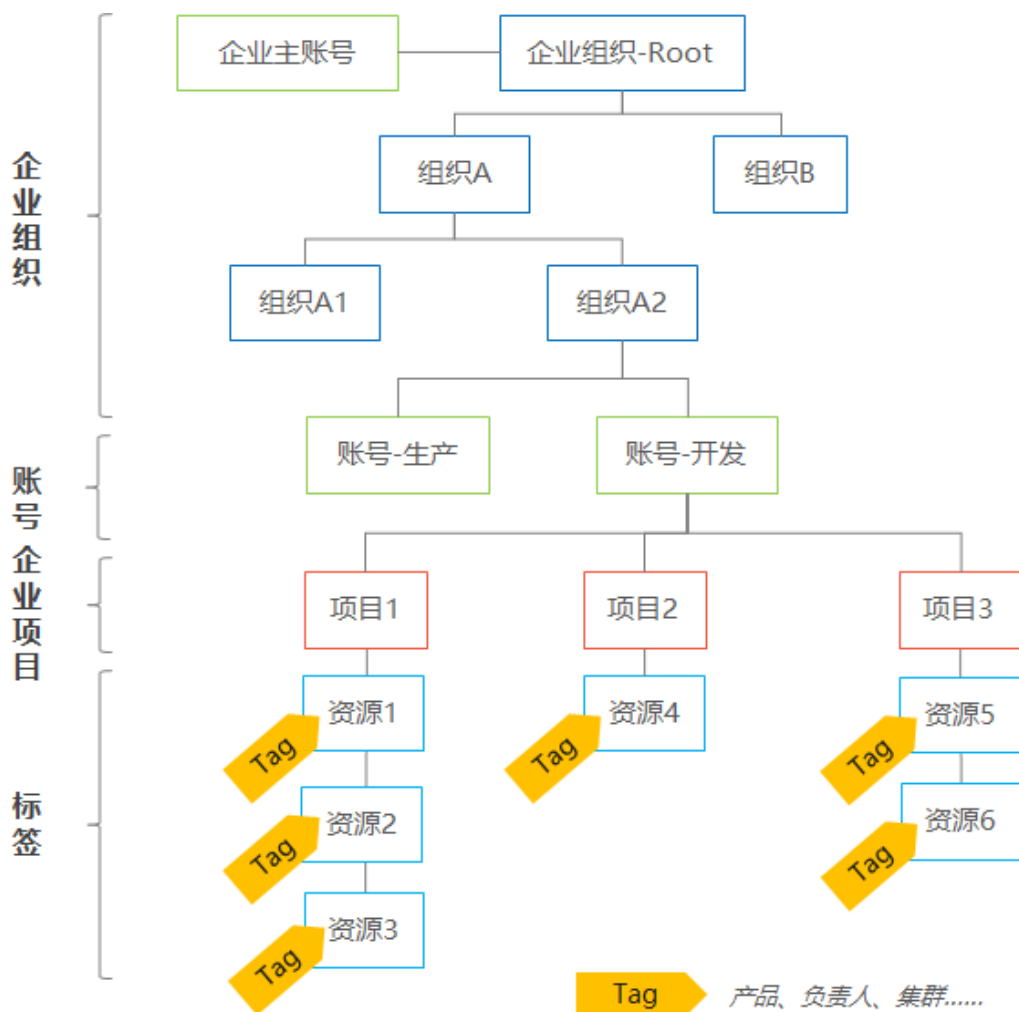 企业主账号
企业组织-Root
企业组织
组织A
组织B
组织A1
组织A2
账号
账号-生产
账号-开发
企业项目
项目1
项目2
项目3
标签
资源1
资源4
资源5
Tag
Tag
Tag
资源2
资源6
Tag
Tag
资源3
Tag
Tag
产品、负责人、集群......